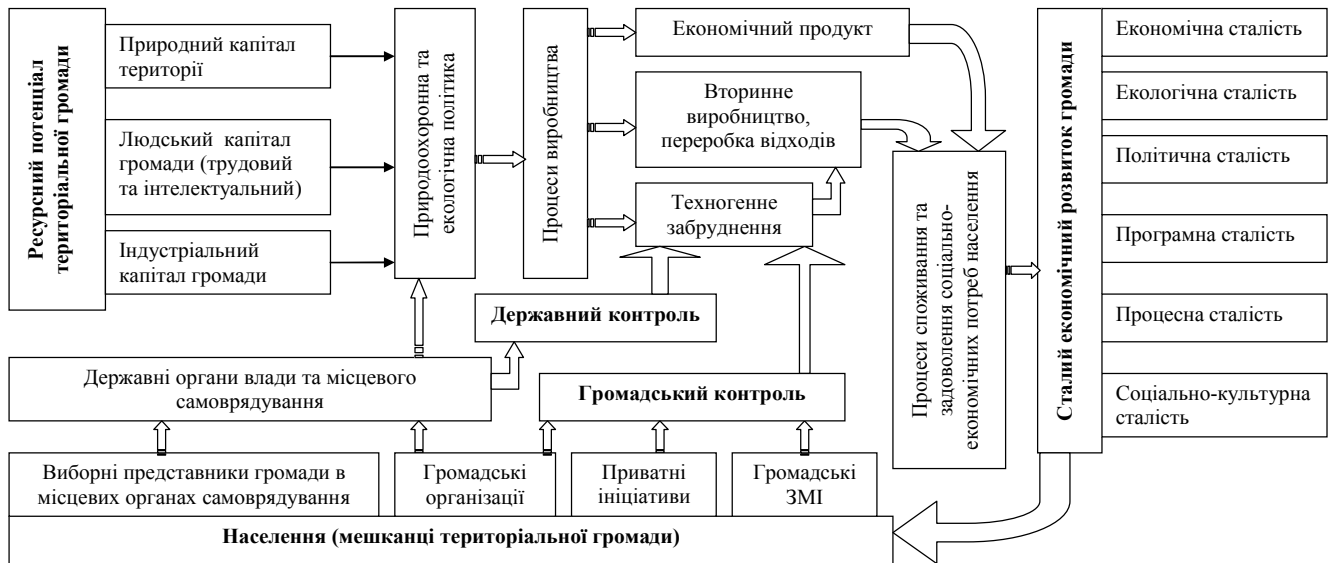 Ресурсний потенціал
територіальної громади
Природний капітал
території
Людський капітал
громади (трудовий
та інтелектуальний)
Індустріальний
капітал громади
Природоохоронна та
екологічна політика
Процеси виробництва
Економічний продукт
Вторинне
виробництво,
переробка відходів
Техногенне
забруднення
Процеси споживання та
задоволення соціально-
економічних потреб населення
Сталий економічний розвиток громади
Економічна сталість
Екологічна сталість
Політична сталість
Програмна сталість
Процесна сталість
Соціально-культурна
сталість
Державний контроль
Державні органи влади та місцевого
самоврядування
Громадський контроль
Виборні представники громади в
місцевих органах самоврядування
Громадські
організації
Приватні
ініціативи
Громадські
ЗМІ
Населення (мешканці територіальної громади)